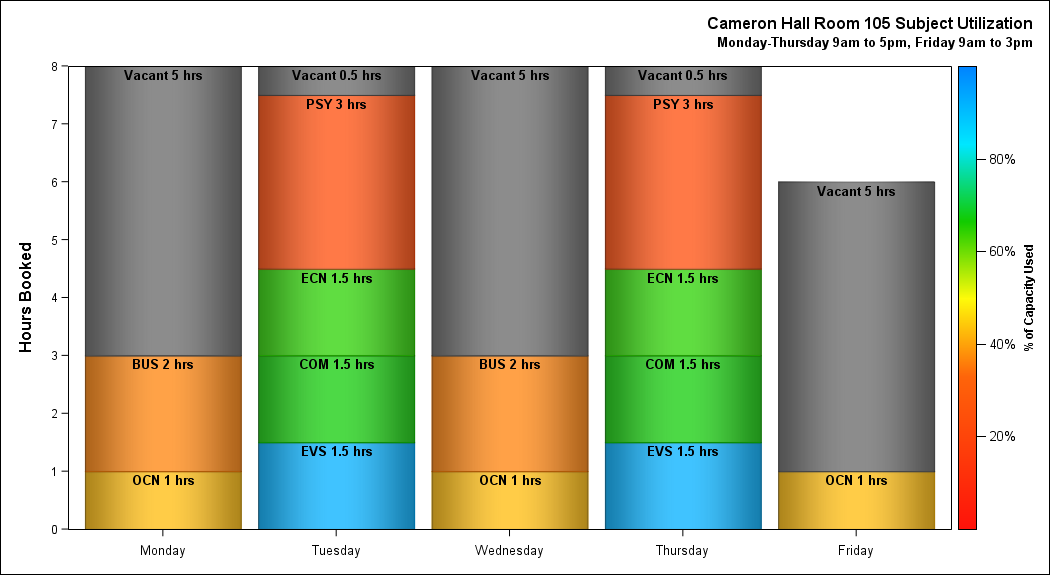 Cameron Hall Room 105 Subject Utilization
Monday-Thursday 9am to 5pm, Friday 9am to 3pm
Hours Booked
8
7
6
5
4
3
2
1
0
Vacant 5 hrs
BUS 2 hrs
OCN 1 hrs
Vacant 0.5 hrs
PSY 3 hrs
ECN 1.5 hrs
COM 1.5 hrs
EVS 1.5 hrs
Vacant 5 hrs
BUS 2 hrs
OCN 1 hrs
Vacant 0.5 hrs
PSY 3 hrs
ECN 1.5 hrs
COM 1.5 hrs
EVS 1.5 hrs
Vacant 5 hrs
OCN 1 hrs
Monday
Tuesday
Wednesday
Thursday
Friday
80%
60%
40%
20%
% of Capacity Used